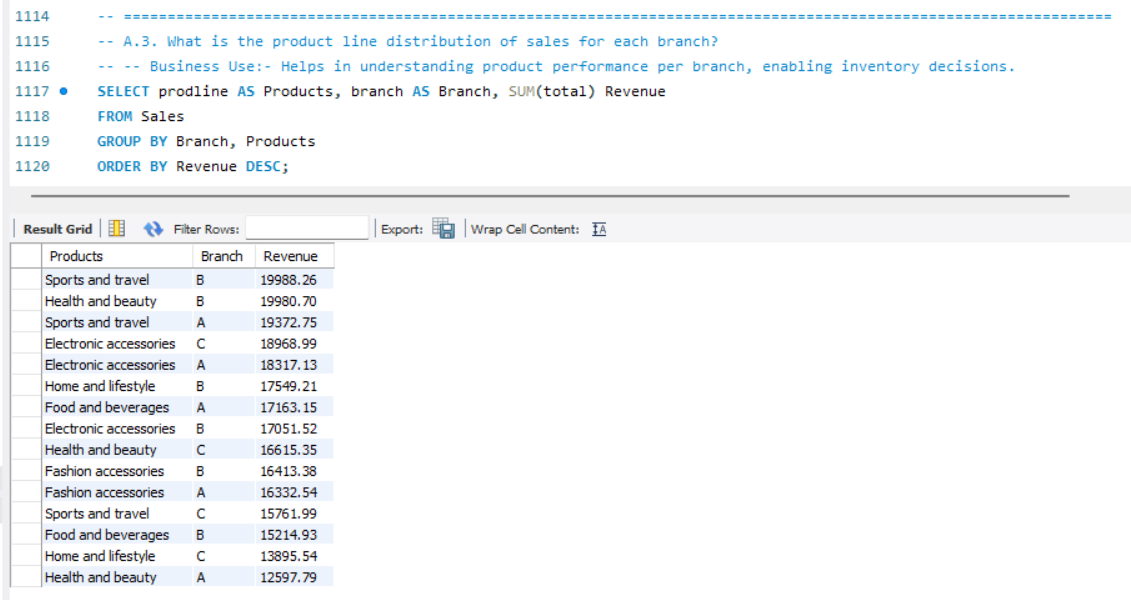 1114 -- ==============================================================================================================
1115 -- A.3. What is the product line distribution of sales for each branch?
1116 -- -- Business Use:- Helps in understanding product performance per branch, enabling inventory decisions.
1117 SELECT prodline AS Products, branch AS Branch, SUM(total) Revenue
1118 FROM Sales
1119 GROUP BY Branch, Products
1120 ORDER BY Revenue DESC;
Result Grid Filter Rows: Export: Wrap Cell Content: IA
Products Branch Revenue
Sports and travel B 19988.26
Health and beauty B 19980.70
Sports and travel A 19372.75
Electronic accessories C 18968.99
Electronic accessories A 18317.13
Home and lifestyle B 17549.21
Food and beverages A 17163.15
Electronic accessories B 17051.52
Health and beauty C 16615.35
Fashion accessories B 16413.38
Fashion accessories A 16332.54
Sports and travel C 15761.99
Food and beverages B 15214.93
Home and lifestyle C 13895.54
Health and beauty A 12597.79